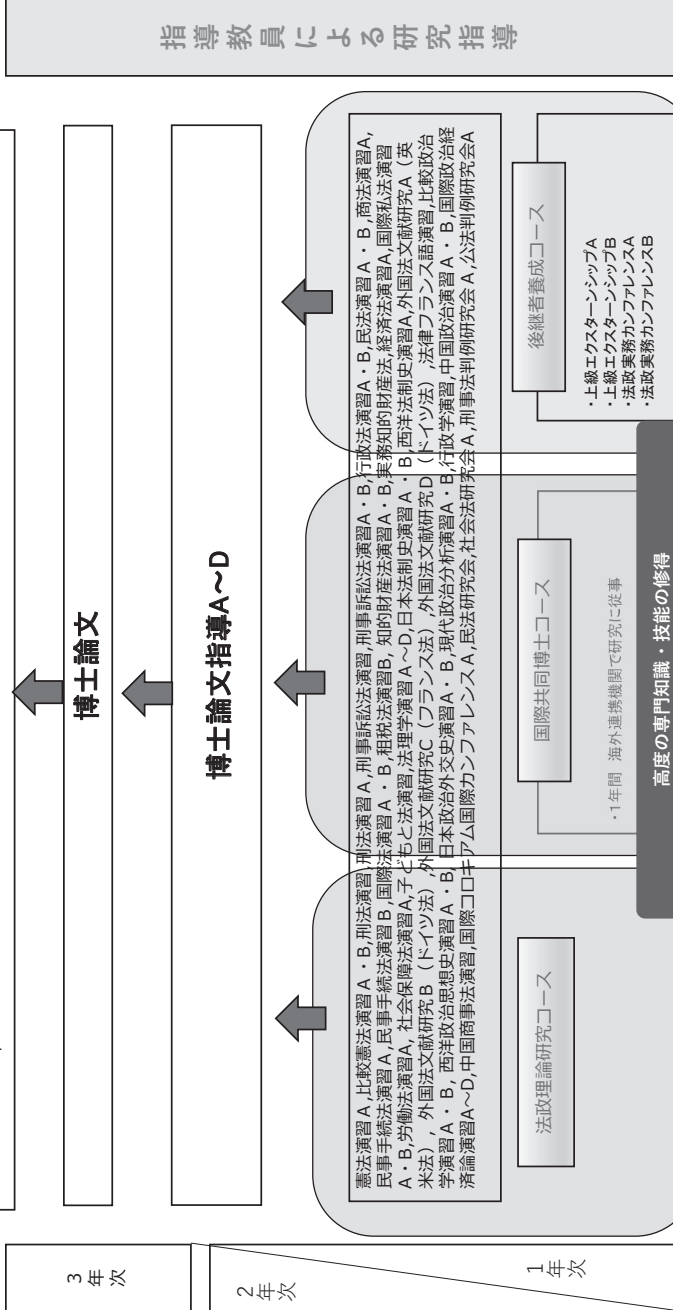 指導教員による研究指導
博士論文
博士論文指導A～D
憲法演習A,比較憲法演習A・B,刑法演習,刑法演習A,刑事訴訟法演習,刑事訴訟法演習A・B,行政法演習A・B,民法演習A・B,商法演習A,
民事手続法演習A,民事手続法演習B,国際法演習A・B,租税法演習B,知的財産法演習A・B,実務知的財産法,経済法演習A,国際私法演習
A・B,労働法演習A,社会保障法演習A,子どもと法演習,法理学演習A～D,日本法制史演習A・B,西洋法制史演習A,外国法文献研究A（英
米法）,外国法文献研究B（ドイツ法）,外国法文献研究C（フランス法）,外国法文献研究D（ドイツ法）,法律フランス語演習,比較政治
学演習A・B,西洋政治思想史演習A・B,日本政治外交史演習A・B,現代政治分析演習A・B,行政学演習,中国政治演習A・B,国際政治経
済論演習A～D,中国商事法演習,国際コロキアム国際カンファレンスA,民法研究会,社会法研究会A,刑事法判例研究会A,公法判例研究会A
法政理論研究コース
国際共同博士コース
・1年間 海外連携機関で研究に従事
後継者養成コース
・上級エクスターンシップA
・上級エクスターンシップB
・法政実務カンファレンスA
・法政実務カンファレンスB
高度の専門知識・技能の修得
3年次
2年次
1年次